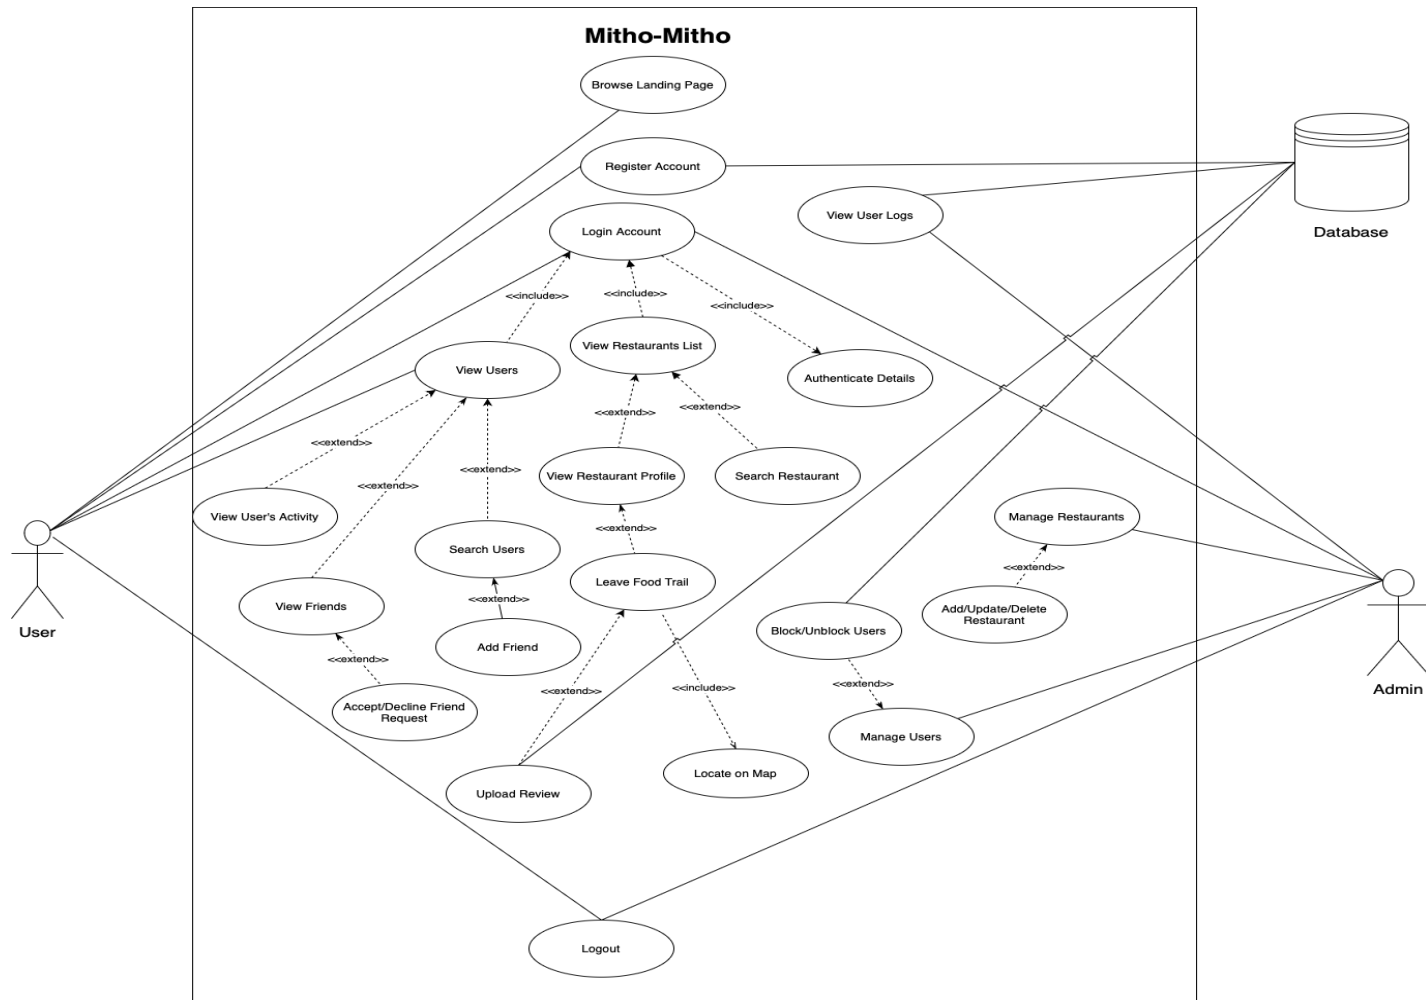 Mitho-Mitho
Browse Landing Page
Register Account
View User Logs
Database
Login Account
<<include>>
<<include>>
<<include>>
View Restaurants List
View Users
Authenticate Details
<<extend>>
<<extend>>
<<extend>>
<<extend>>
<<extend>>
View Restaurant Profile
Search Restaurant
View User's Activity
Manage Restaurants
<<extend>>
Search Users
<<extend>>
Leave Food Trail
<<extend>>
View Friends
Add/Update/Delete
Restaurant
Block/Unblock Users
User
Add Friend
<<extend>>
<<extend>>
<<extend>>
<<include>>
Admin
Accept/Decline Friend
Request
Manage Users
Locate on Map
Upload Review
Logout